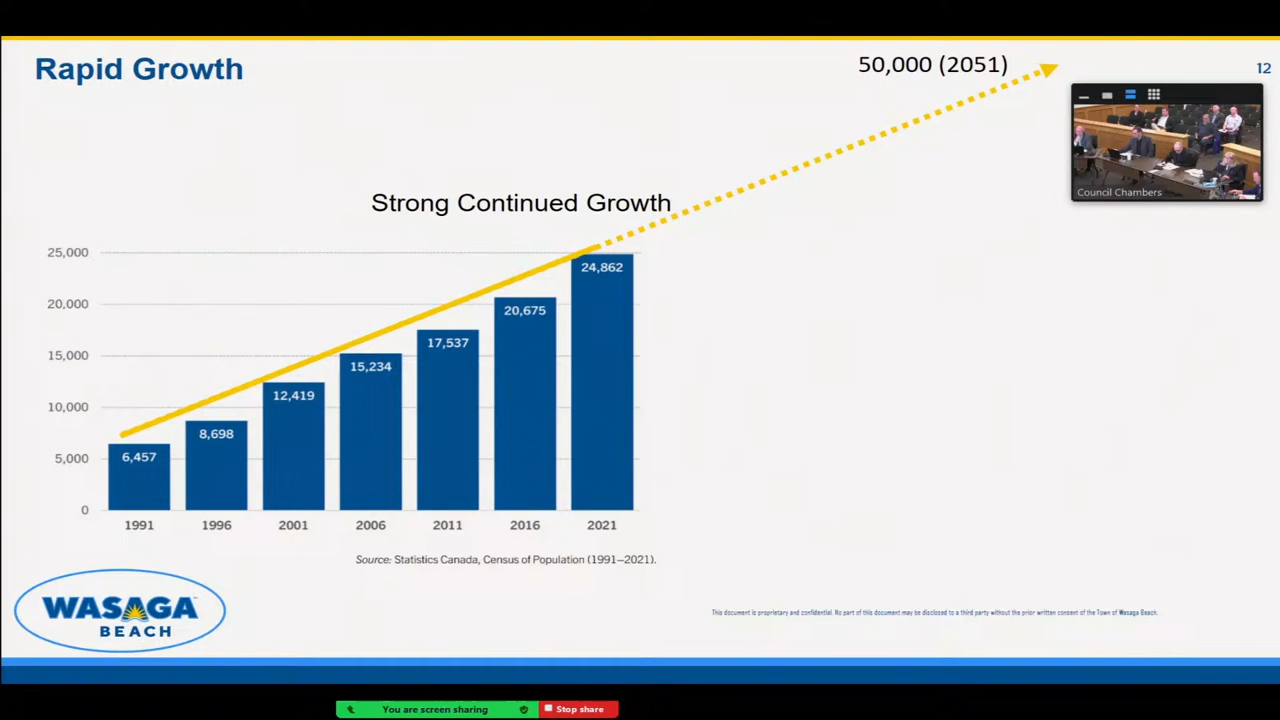 Rapid Growth
50,000 (2051)
12
Council Chambers
Strong Continued Growth
25,000
20,000
15,000
10,000
5,000
0
6,457
8,698
12,419
15,234
17,537
20,675
24,862
1991
1996
2001
2006
2011
2016
2021
Source: Statistics Canada, Census of Population (1991–2021).
WASAGA
BEACH
This document is proprietary and confidential. No part of this document may be disclosed to a third party without the prior written consent of the Town of Wasaga Beach.
You are screen sharing
Stop share